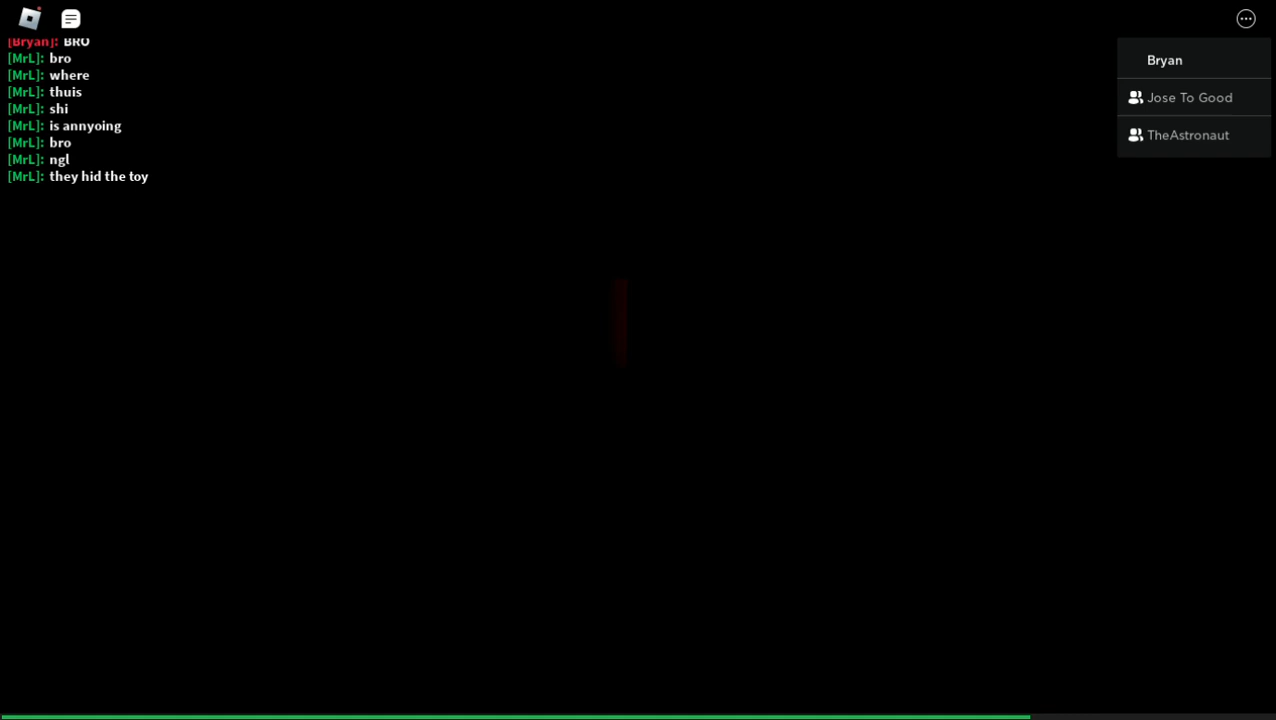 [Bryan]: BRO
[MrL]: bro
[MrL]: where
[MrL]: thuis
[MrL]: shi
[MrL]: is annyoing
[MrL]: bro
[MrL]: ngl
[MrL]: they hid the toy
Bryan
Jose To Good
TheAstronaut